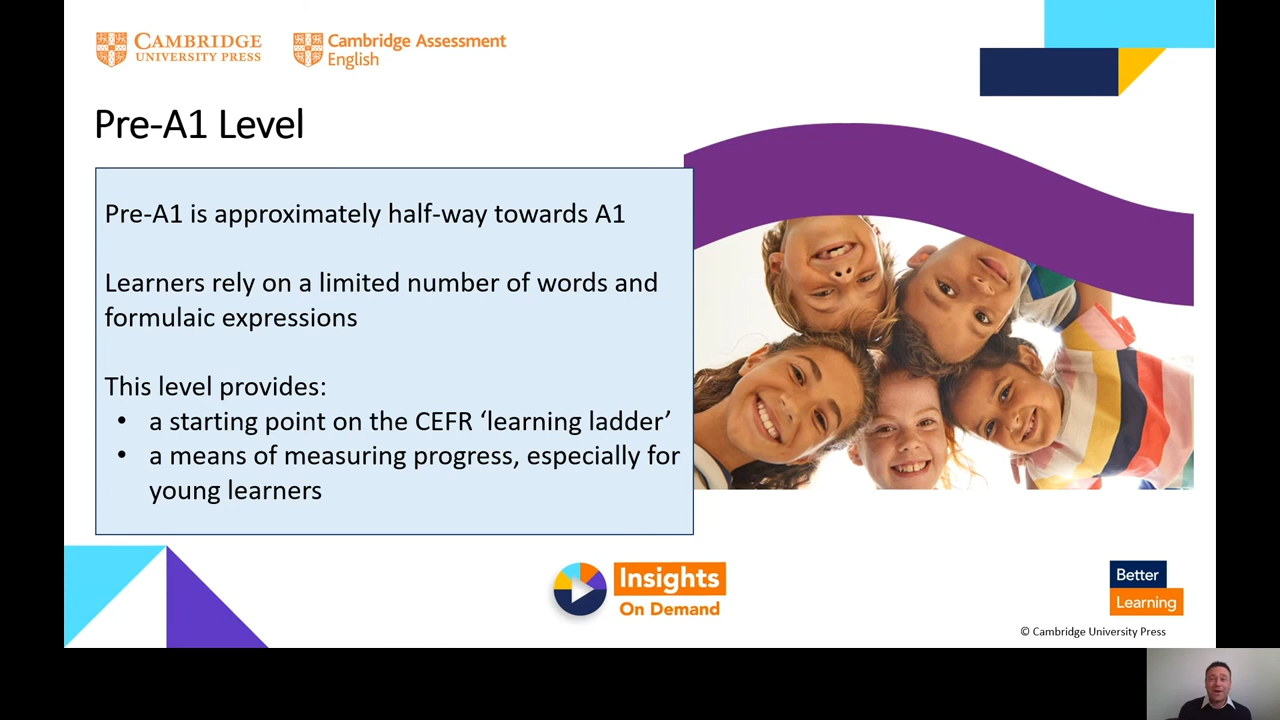 CAMBRIDGE
UNIVERSITY PRESS
Cambridge Assessment
English
Pre-A1 Level
Pre-A1 is approximately half-way towards A1
Learners rely on a limited number of words and
formulaic expressions
This level provides:
• a starting point on the CEFR ‘learning ladder’
• a means of measuring progress, especially for
young learners
Insights
On Demand
Better
Learning
© Cambridge University Press